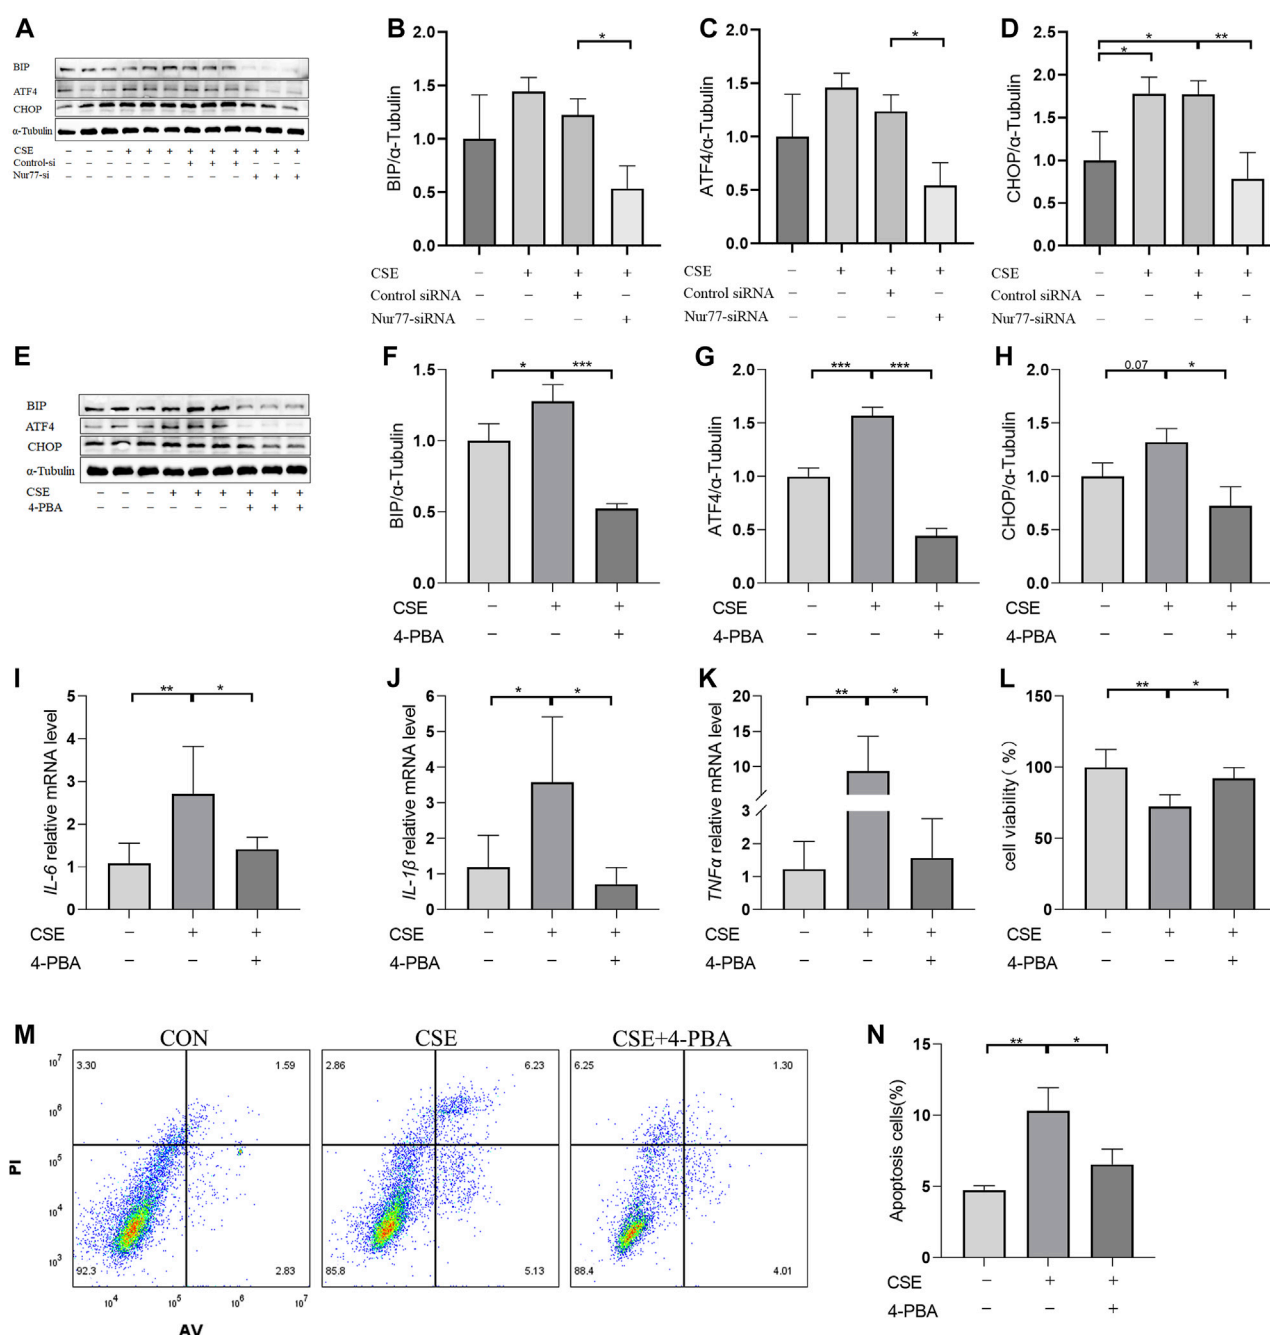 A
BIP
ATF4
CHOP
α-Tubulin
CSE – – – + + + + + + + + +
Control-si – – – – – – + + + – – –
Nur77-si – – – – – – – – – + + +
B
*
2.0
1.5
1.0
0.5
0.0
BIP/α-Tubulin
CSE – + + +
Control siRNA – – + –
Nur77-siRNA – – – +
C
*
2.0
1.5
1.0
0.5
0.0
ATF4/α-Tubulin
CSE – + + +
Control siRNA – – + –
Nur77-siRNA – – – +
D
* **
*
2.5
2.0
1.5
1.0
0.5
0.0
CHOP/α-Tubulin
CSE – + + +
Control siRNA – – + –
Nur77-siRNA – – – +
E
BIP
ATF4
CHOP
α-Tubulin
CSE – – – + + + + + +
4-PBA – – – – – – + + +
F
* ***
1.5
1.0
0.5
0.0
BIP/α-Tubulin
CSE – + +
4-PBA – – +
G
*** ***
2.0
1.5
1.0
0.5
0.0
ATF4/α-Tubulin
CSE – + +
4-PBA – – +
H
0.07 *
2.0
1.5
1.0
0.5
0.0
CHOP/α-Tubulin
CSE – + +
4-PBA – – +
I
** *
5
4
3
2
1
0
IL-6 relative mRNA level
CSE – + +
4-PBA – – +
J
* *
6
5
4
3
2
1
0
IL-1β relative mRNA level
CSE – + +
4-PBA – – +
K
** *
20
15
10
5
3
2
1
0
TNFα relative mRNA level
CSE – + +
4-PBA – – +
L
** *
150
100
50
0
cell viability( %)
CSE – + +
4-PBA – – +
M
CON
3.30 1.59
92.3 2.83
CSE
2.86 6.23
85.8 5.13
CSE+4-PBA
6.25 1.30
88.4 4.01
10⁷
10⁶
10⁵
10⁴
10³
PI
10⁴ 10⁵ 10⁶ 10⁷
AV
N
** *
15
10
5
0
Apoptosis cells(%)
CSE – + +
4-PBA – – +